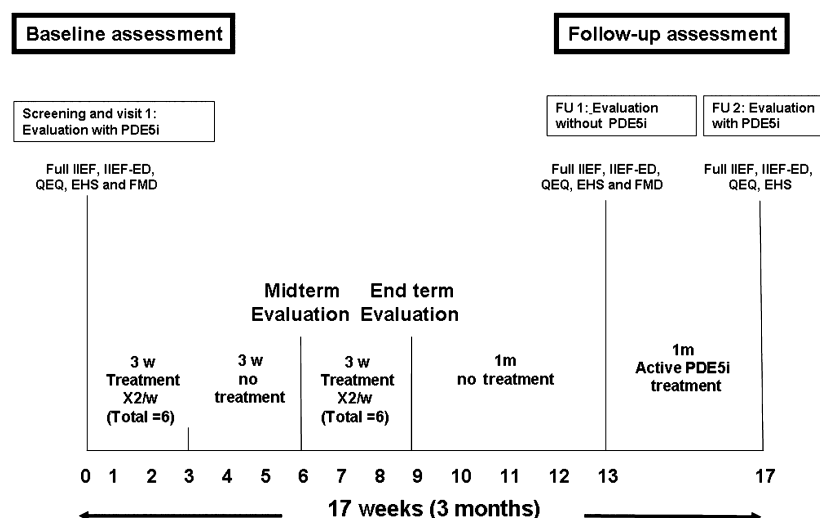 Baseline assessment
Follow-up assessment
Screening and visit 1:
Evaluation with PDE5i
FU 1: Evaluation
without PDE5i
FU 2: Evaluation
with PDE5i
Full IIEF, IIEF-ED,
QEQ, EHS and FMD
Full IIEF, IIEF-ED,
QEQ, EHS and FMD
Full IIEF, IIEF-ED,
QEQ, EHS
Midterm
Evaluation
End term
Evaluation
3 w
Treatment
X2/w
(Total =6)
3 w
no
treatment
3 w
Treatment
X2/w
(Total =6)
1m
no treatment
1m
Active PDE5i
treatment
0 1 2 3 4 5 6 7 8 9 10 11 12 13 17
17 weeks (3 months)